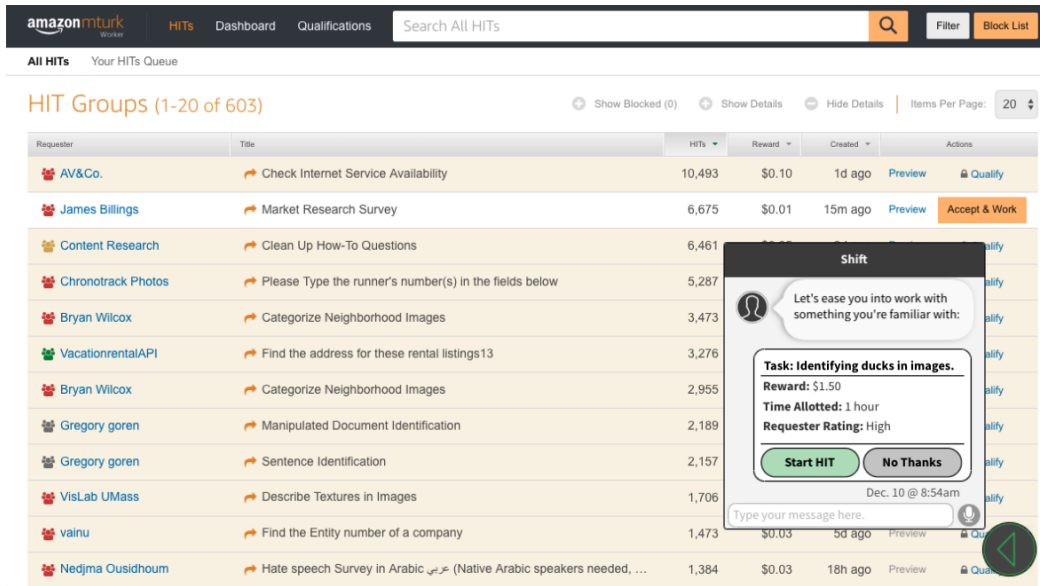 amazonmturk
Worker
HITs Dashboard Qualifications Search All HITs Filter Block List
All HITs Your HITs Queue
HIT Groups (1-20 of 603) Show Blocked (0) Show Details Hide Details Items Per Page: 20
Requester Title HITs Reward Created Actions
AV&Co. Check Internet Service Availability 10,493 $0.10 1d ago Preview Qualify
James Billings Market Research Survey 6,675 $0.01 15m ago Preview Accept & Work
Content Research Clean Up How-To Questions 6,461
Chronotrack Photos Please Type the runner's number(s) in the fields below 5,287
Bryan Wilcox Categorize Neighborhood Images 3,473
VacationrentalAPI Find the address for these rental listings13 3,276
Bryan Wilcox Categorize Neighborhood Images 2,955
Gregory goren Manipulated Document Identification 2,189
Gregory goren Sentence Identification 2,157
VisLab UMass Describe Textures in Images 1,706
vainu Find the Entity number of a company 1,473 $0.03 5d ago Preview
Nedjma Ousidhoum Hate speech Survey in Arabic عربي (Native Arabic speakers needed, ... 1,384 $0.03 18h ago Preview
Shift
Let's ease you into work with
something you're familiar with:
Task: Identifying ducks in images.
Reward: $1.50
Time Allotted: 1 hour
Requester Rating: High
Start HIT No Thanks
Dec. 10 @ 8:54am
Type your message here.